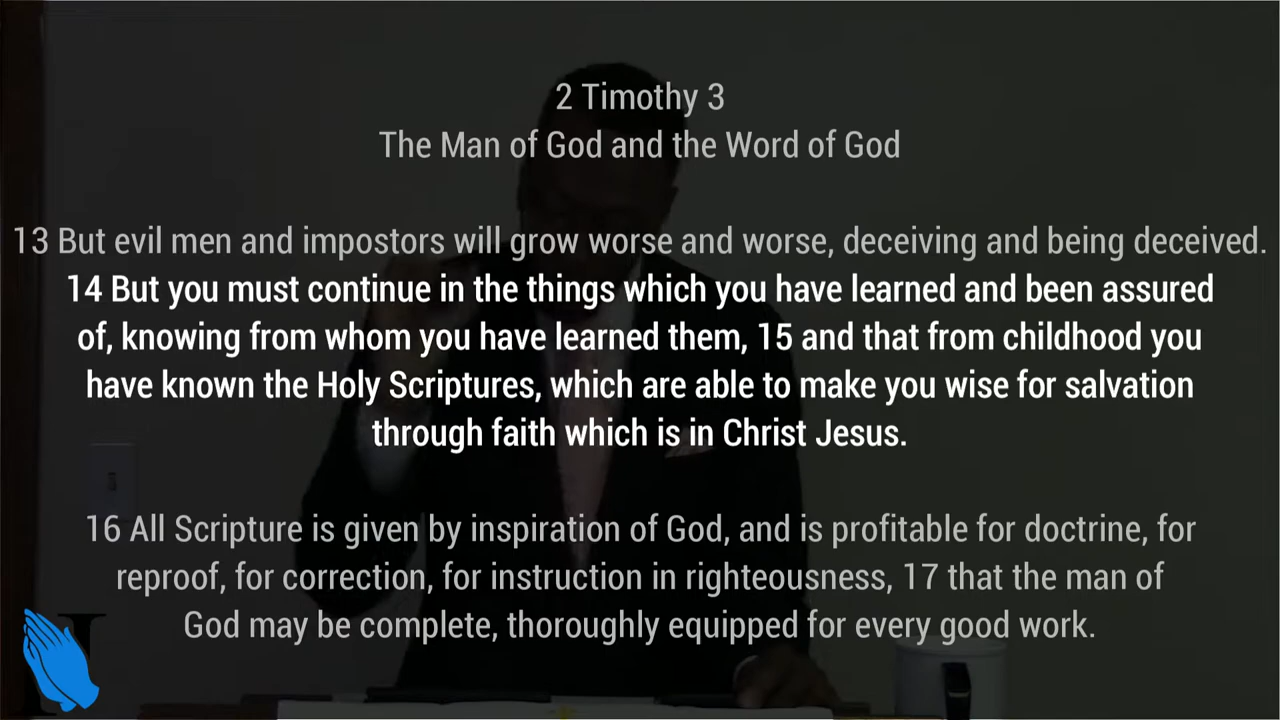 2 Timothy 3
The Man of God and the Word of God
13 But evil men and impostors will grow worse and worse, deceiving and being deceived.
14 But you must continue in the things which you have learned and been assured
of, knowing from whom you have learned them, 15 and that from childhood you
have known the Holy Scriptures, which are able to make you wise for salvation
through faith which is in Christ Jesus.
16 All Scripture is given by inspiration of God, and is profitable for doctrine, for
reproof, for correction, for instruction in righteousness, 17 that the man of
God may be complete, thoroughly equipped for every good work.